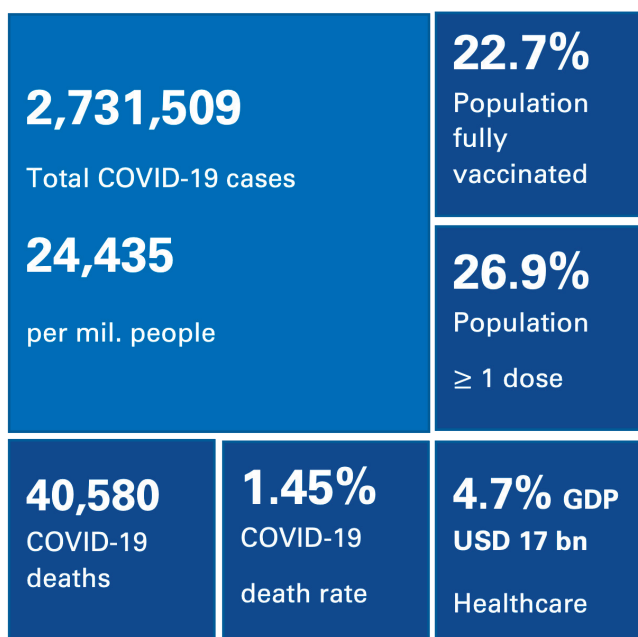 2,731,509
Total COVID-19 cases
24,435
per mil. people
22.7%
Population
fully
vaccinated
26.9%
Population
≥ 1 dose
40,580
COVID-19
deaths
1.45%
COVID-19
death rate
4.7% GDP
USD 17 bn
Healthcare